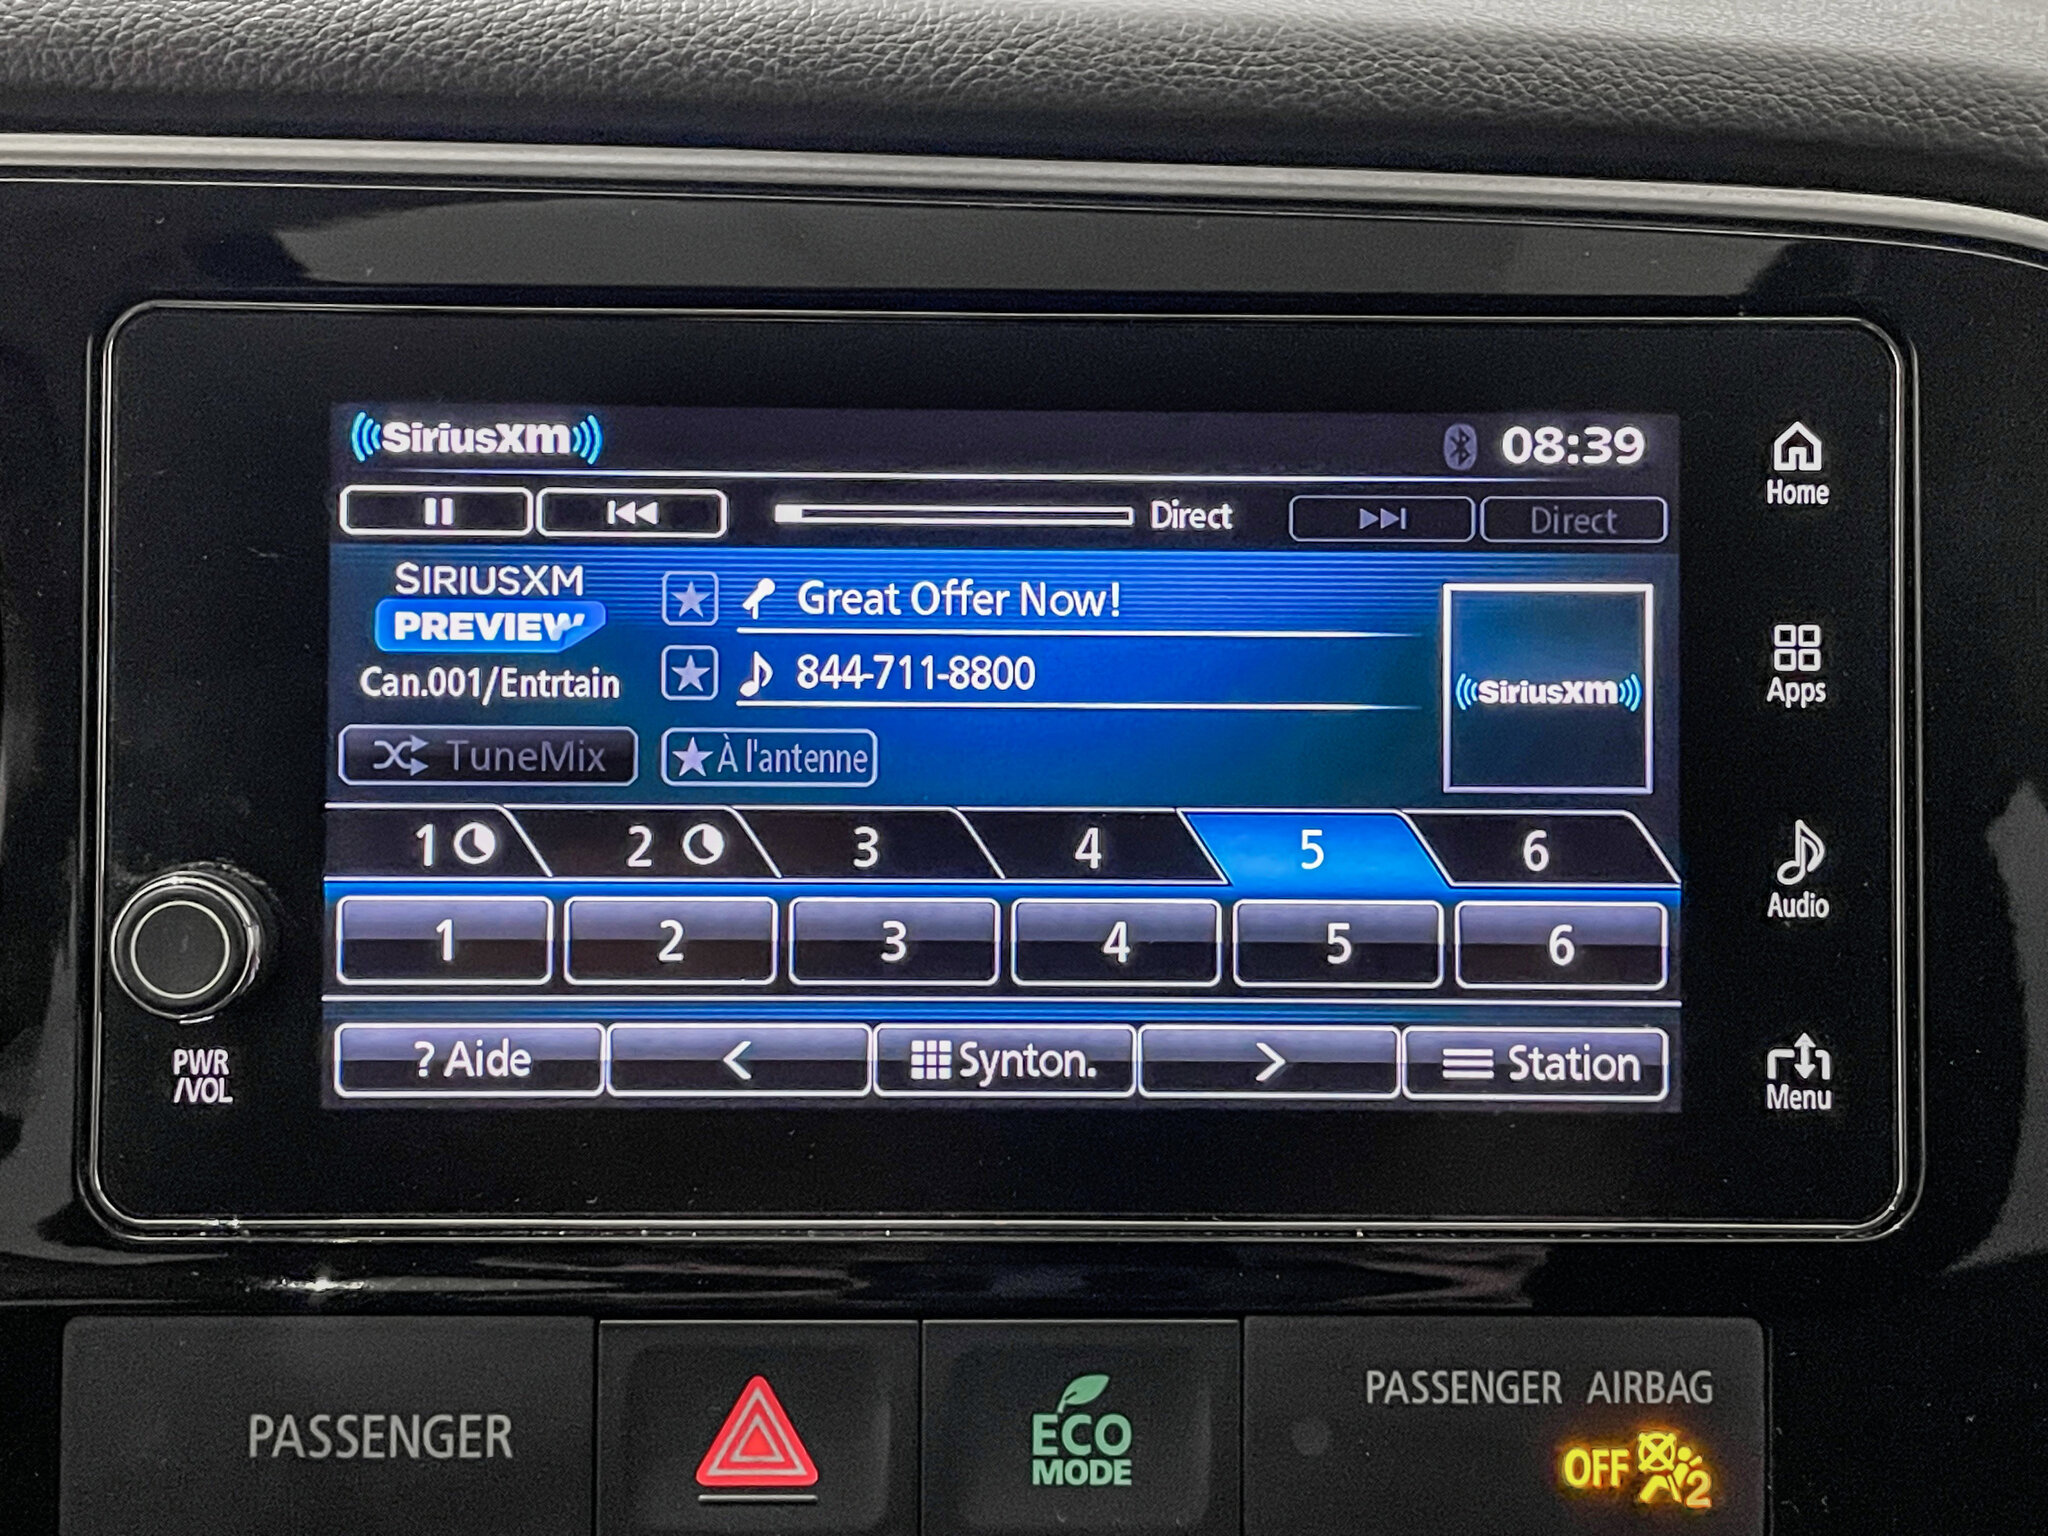 SiriusXm 08:39
Direct Direct
SIRIUSXM
PREVIEW
Can.001/Entrtain
Great Offer Now!
844-711-8800
SiriusXm
TuneMix À l'antenne
1 2 3 4 5 6
1 2 3 4 5 6
? Aide < Synton. > Station
Home
Apps
Audio
Menu
PWR
/VOL
PASSENGER
ECO
MODE
PASSENGER AIRBAG
OFF 2